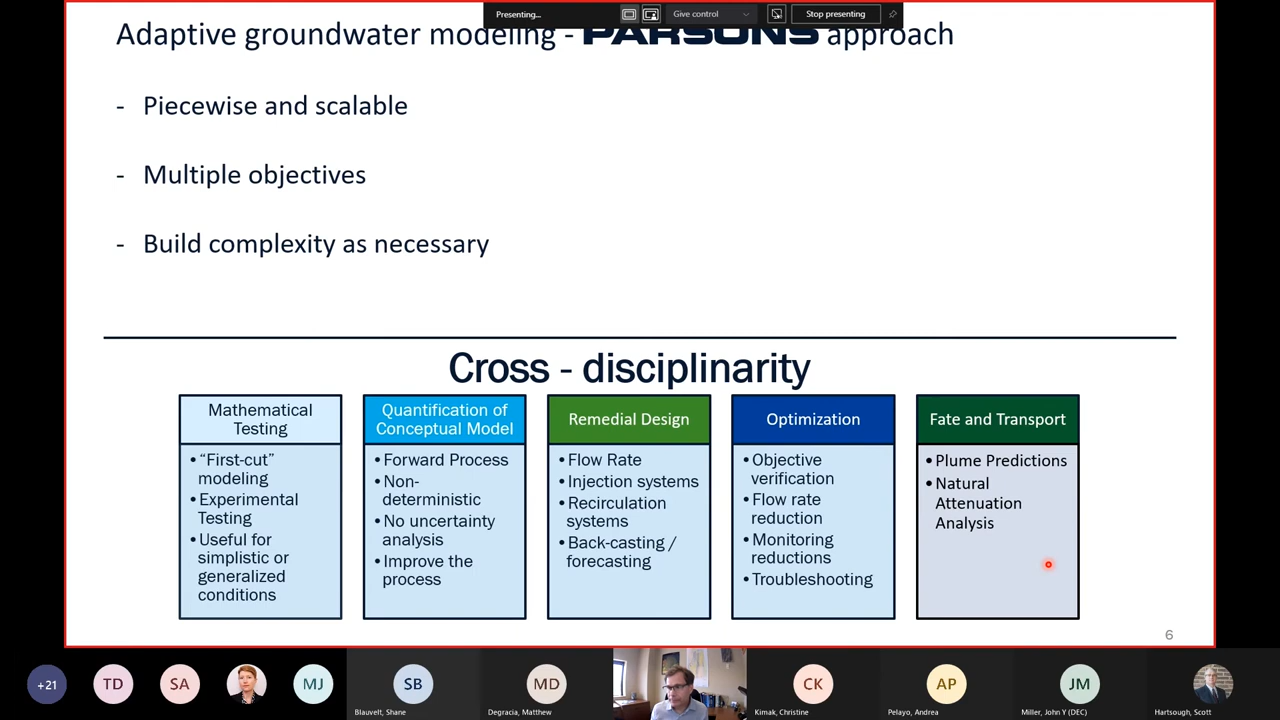 Presenting...
Give control
Stop presenting
Adaptive groundwater modeling - PARSONS approach
- Piecewise and scalable
- Multiple objectives
- Build complexity as necessary
Cross - disciplinarity
Mathematical
Testing
• “First-cut”
modeling
• Experimental
Testing
• Useful for
simplistic or
generalized
conditions
Quantification of
Conceptual Model
• Forward Process
• Non-
deterministic
• No uncertainty
analysis
• Improve the
process
Remedial Design
• Flow Rate
• Injection systems
• Recirculation
systems
• Back-casting /
forecasting
Optimization
• Objective
verification
• Flow rate
reduction
• Monitoring
reductions
• Troubleshooting
Fate and Transport
• Plume Predictions
• Natural
Attenuation
Analysis
6
+21
TD
SA
MJ
SB
Blauvelt, Shane
MD
Degracia, Matthew
CK
Kimak, Christine
AP
Pelayo, Andrea
JM
Miller, John Y (DEC)
Hartsough, Scott